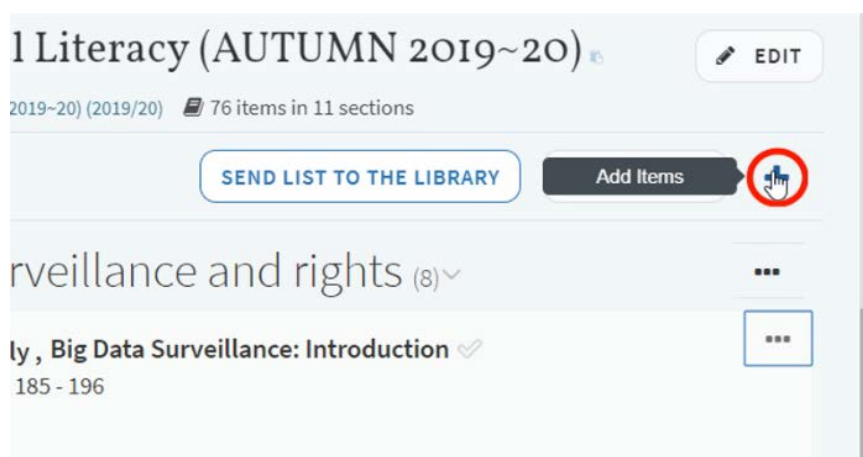 l Literacy (AUTUMN 2019~20)
EDIT
2019~20) (2019/20) 76 items in 11 sections
SEND LIST TO THE LIBRARY
Add Items
rveillance and rights (8)
ly , Big Data Surveillance: Introduction
185 - 196